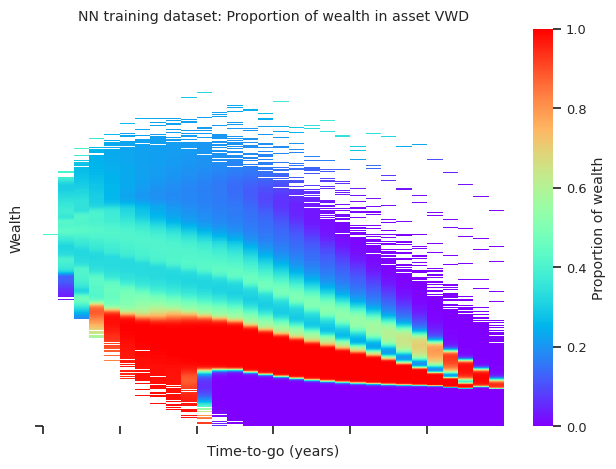 NN training dataset: Proportion of wealth in asset VWD
Wealth
Time-to-go (years)
1.0
0.8
0.6
0.4
0.2
0.0
Proportion of wealth